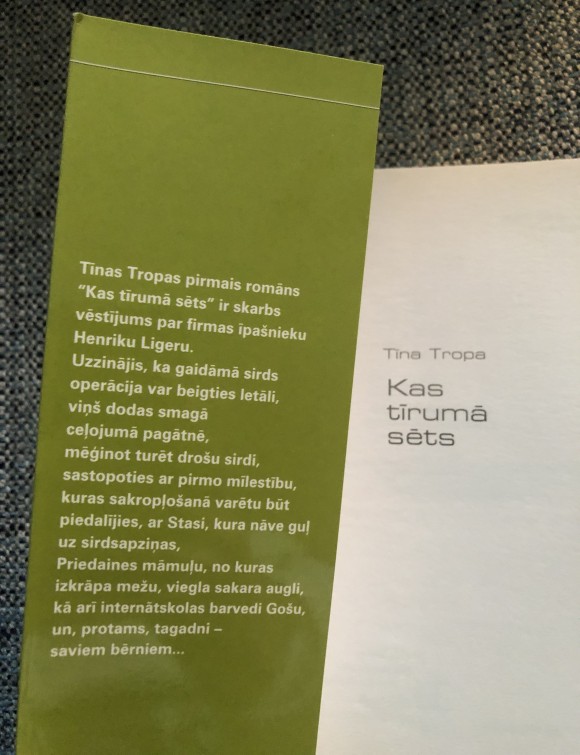 Tīnas Tropas pirmais romāns
"Kas tīrumā sēts" ir skarbs
vēstījums par firmas īpašnieku
Henriku Ligeru.
Uzzinājis, ka gaidāmā sirds
operācija var beigties letāli,
viņš dodas smagā
ceļojumā pagātnē,
mēģinot turēt drošu sirdi,
sastopoties ar pirmo mīlestību,
kuras sakropļošanā varētu būt
piedalījies, ar Stasi, kura nāve guļ
uz sirdsapziņas,
Priedaines māmuļu, no kuras
izkrāpa mežu, viegla sakara augli,
kā arī internātskolas barvedi Gošu,
un, protams, tagadni –
saviem bērniem...
Tīna Tropa
Kas
tīrumā
sēts